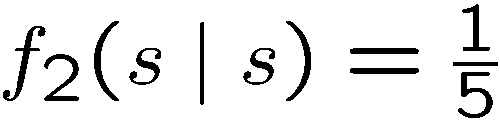 f₂(s | s) = 1/5